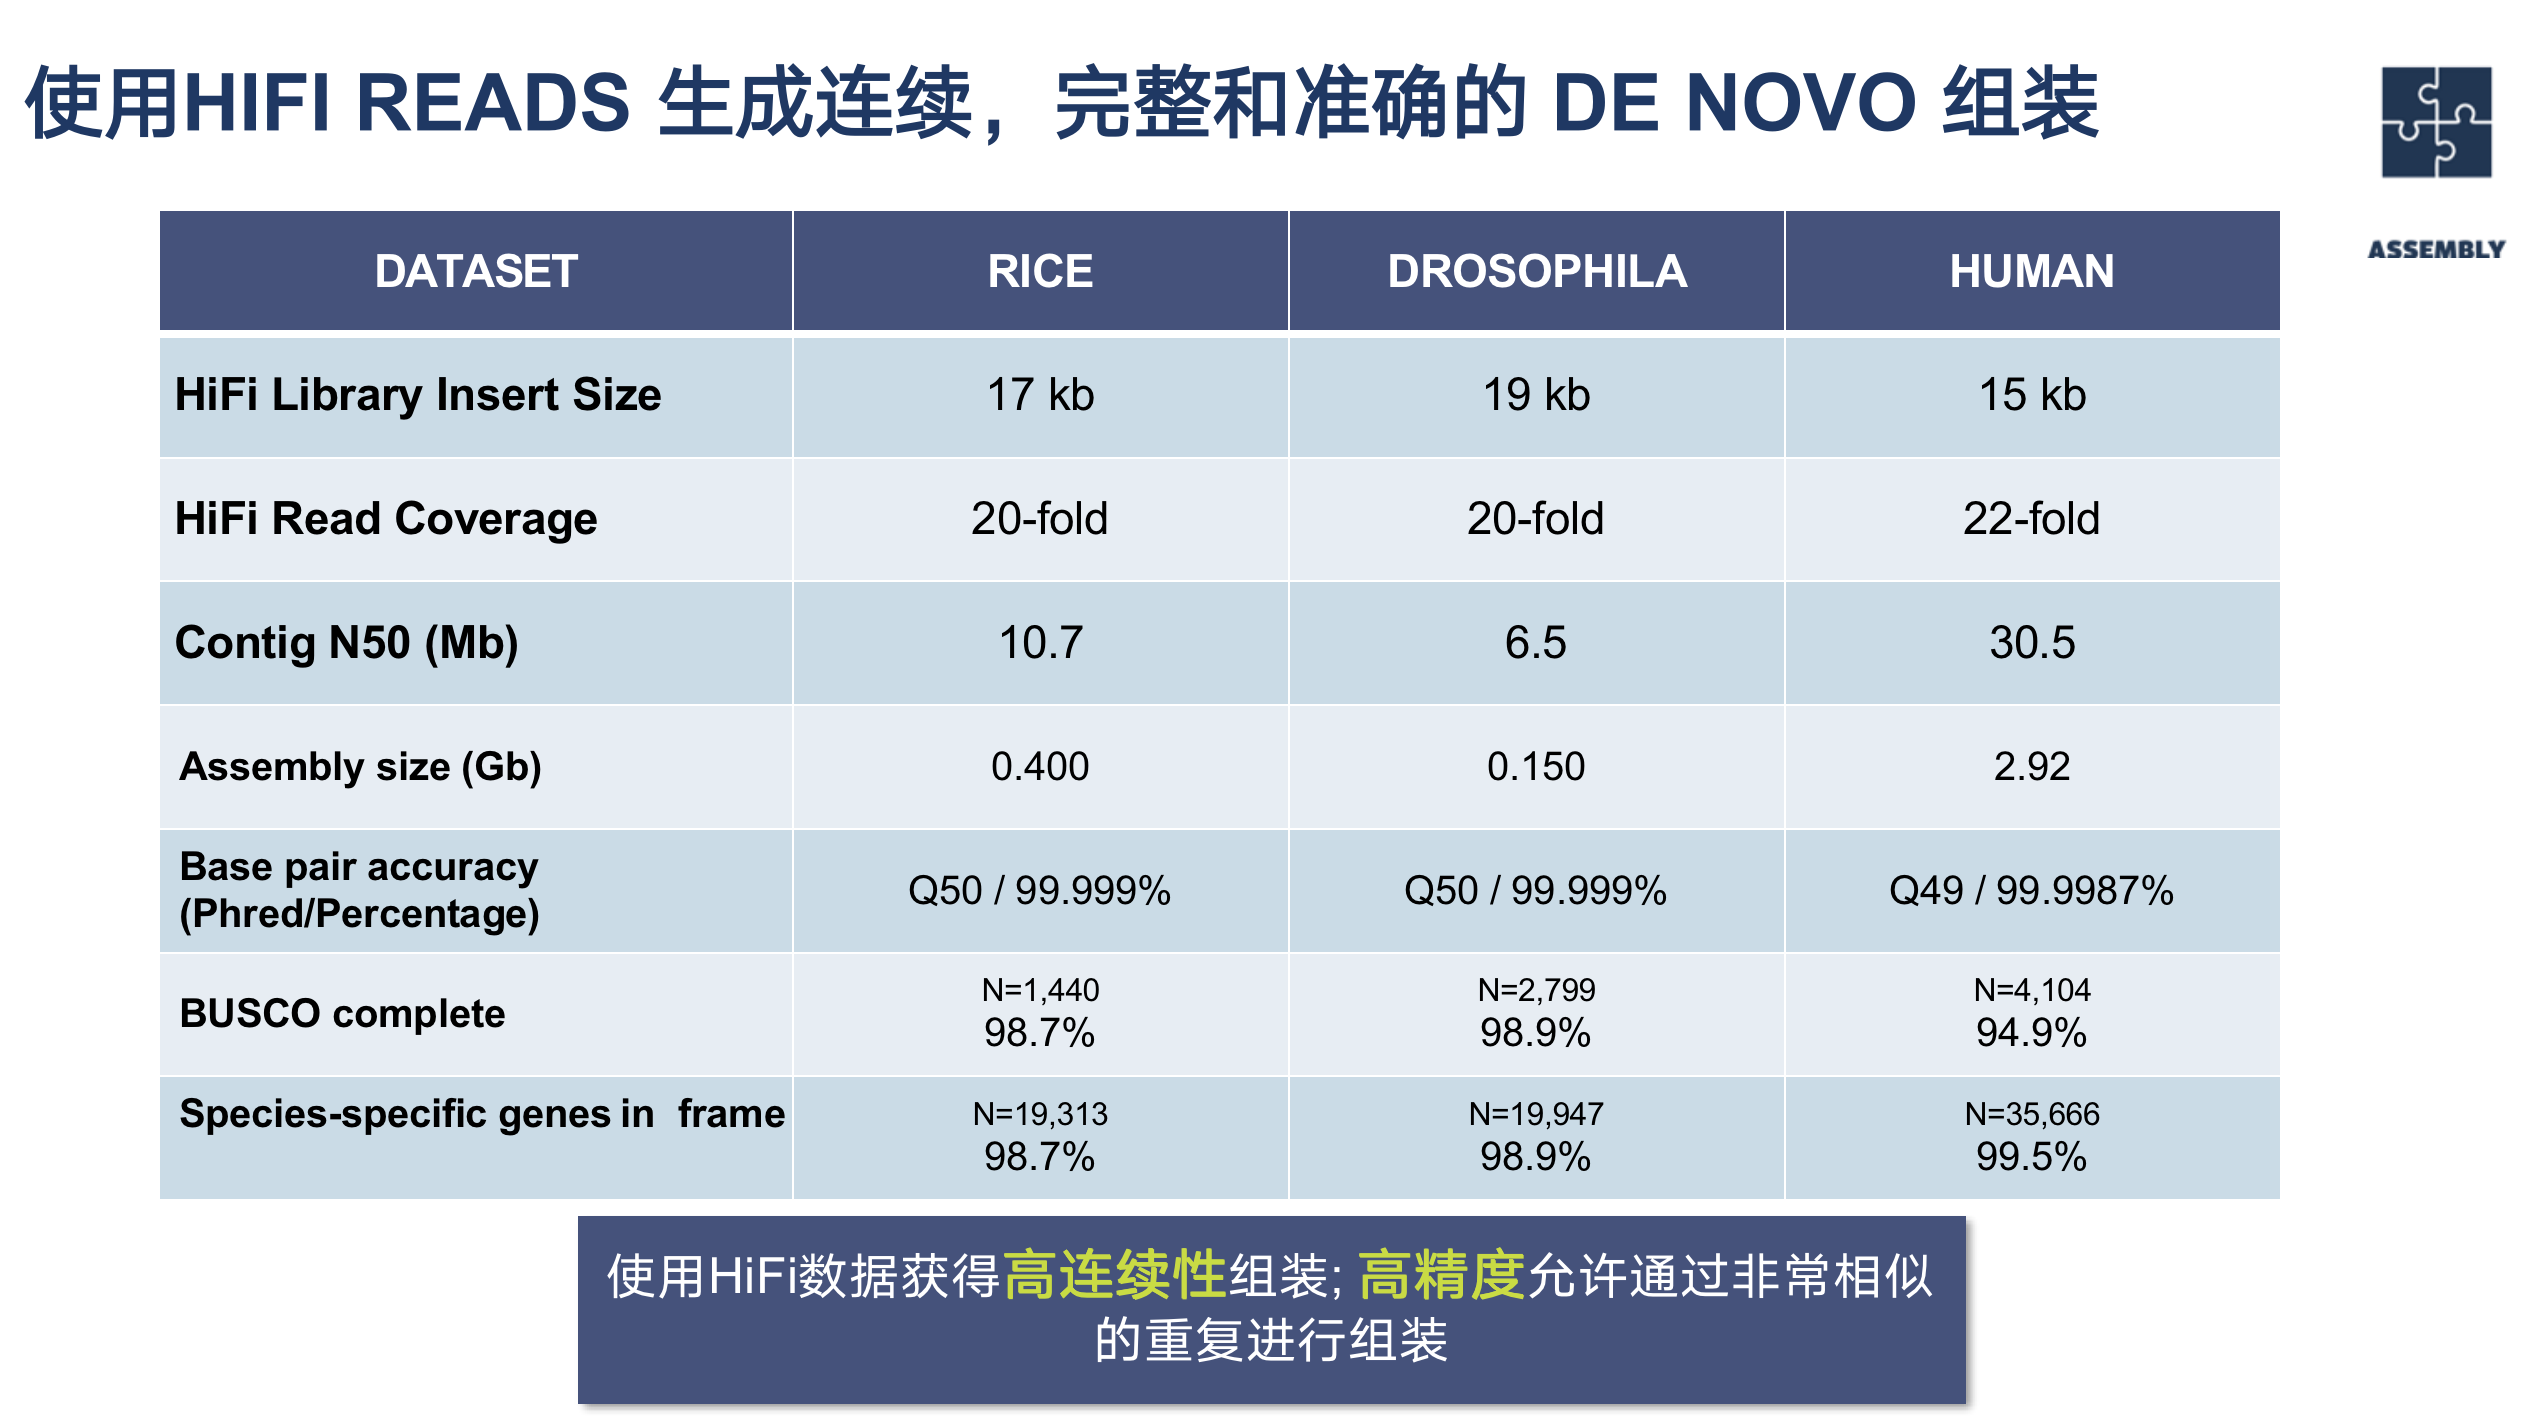 使用HIFI READS 生成连续，完整和准确的 DE NOVO 组装
ASSEMBLY
DATASET RICE DROSOPHILA HUMAN
HiFi Library Insert Size 17 kb 19 kb 15 kb
HiFi Read Coverage 20-fold 20-fold 22-fold
Contig N50 (Mb) 10.7 6.5 30.5
Assembly size (Gb) 0.400 0.150 2.92
Base pair accuracy
(Phred/Percentage) Q50 / 99.999% Q50 / 99.999% Q49 / 99.9987%
BUSCO complete
N=1,440 N=2,799 N=4,104
98.7% 98.9% 94.9%
Species-specific genes in frame N=19,313 N=19,947 N=35,666
98.7% 98.9% 99.5%
使用HiFi数据获得高连续性组装; 高精度允许通过非常相似
的重复进行组装